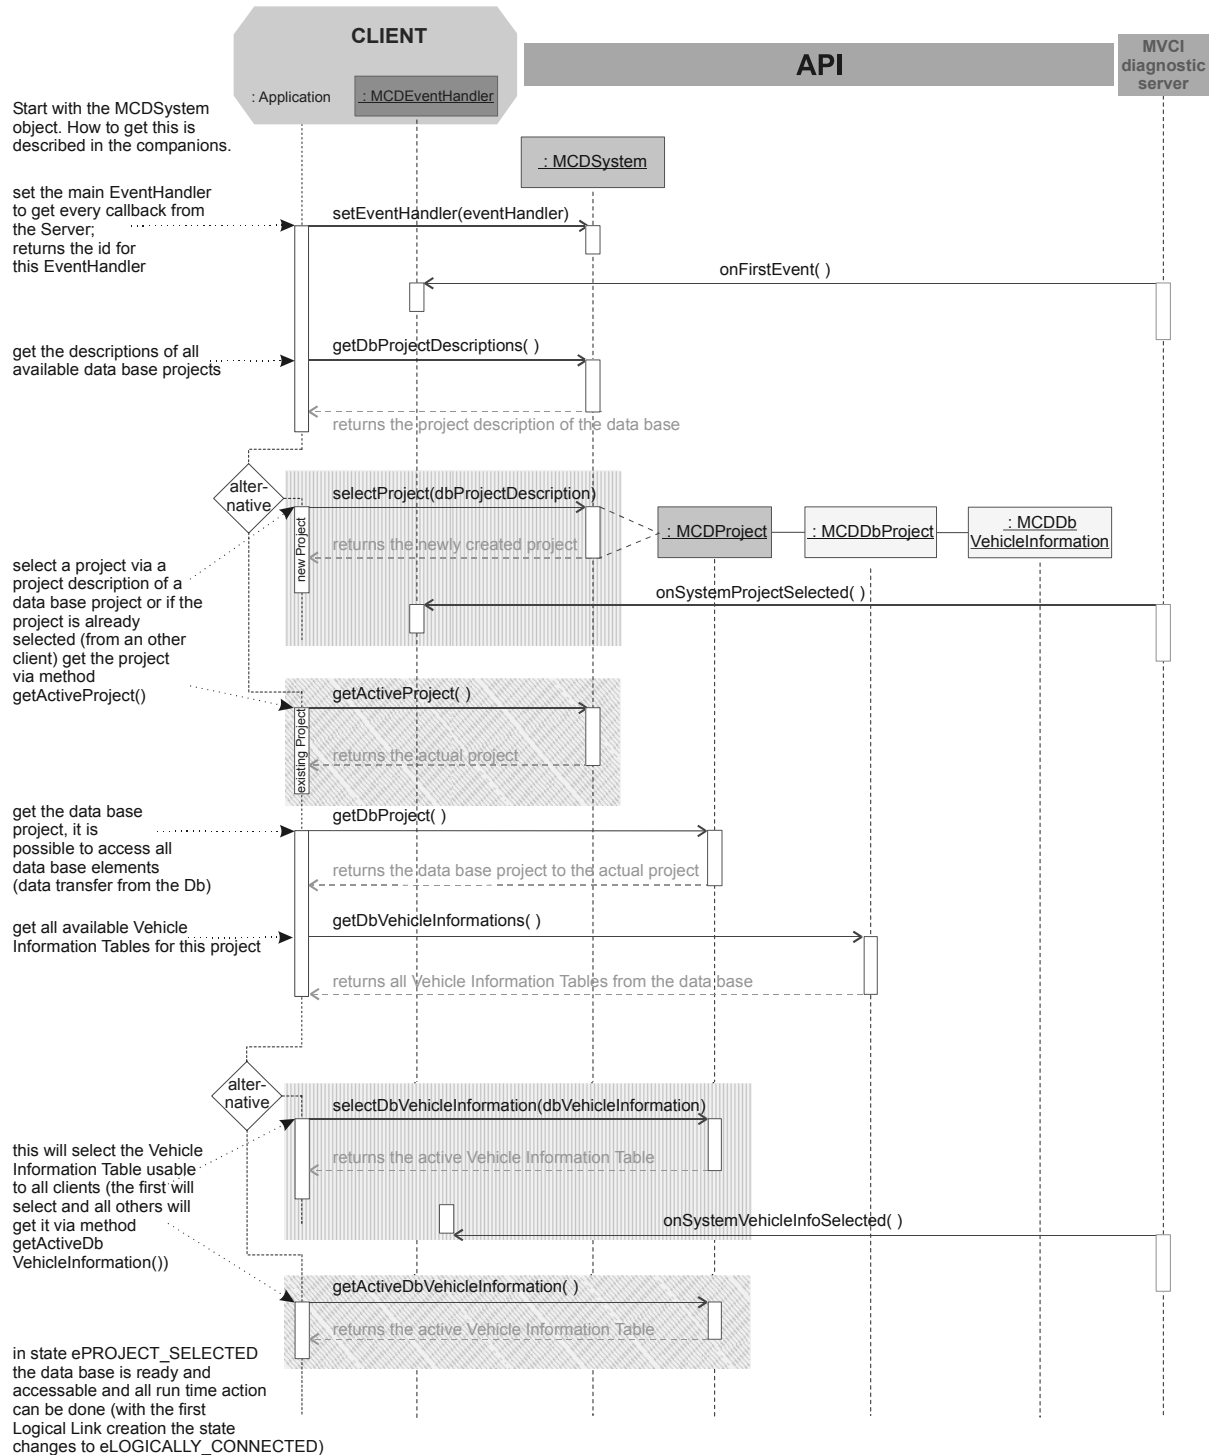 CLIENT
API
MVCI
diagnostic
server
: Application
: MCDEventHandler
Start with the MCDSystem
object. How to get this is
described in the companions.
: MCDSystem
set the main EventHandler
to get every callback from
the Server;
returns the id for
this EventHandler
setEventHandler(eventHandler)
onFirstEvent( )
get the descriptions of all
available data base projects
getDbProjectDescriptions( )
returns the project description of the data base
alter-
native
selectProject(dbProjectDescription)
new Project
returns the newly created project
: MCDProject
: MCDDbProject
: MCDDb
VehicleInformation
select a project via a
project description of a
data base project or if the
project is already
selected (from an other
client) get the project
via method
getActiveProject()
onSystemProjectSelected( )
getActiveProject( )
existing Project
returns the actual project
get the data base
project, it is
possible to access all
data base elements
(data transfer from the Db)
getDbProject( )
returns the data base project to the actual project
get all available Vehicle
Information Tables for this project
getDbVehicleInformations( )
returns all Vehicle Information Tables from the data base
alter-
native
selectDbVehicleInformation(dbVehicleInformation)
returns the active Vehicle Information Table
this will select the Vehicle
Information Table usable
to all clients (the first will
select and all others will
get it via method
getActiveDb
VehicleInformation())
onSystemVehicleInfoSelected( )
getActiveDbVehicleInformation( )
returns the active Vehicle Information Table
in state ePROJECT_SELECTED
the data base is ready and
accessable and all run time action
can be done (with the first
Logical Link creation the state
changes to eLOGICALLY_CONNECTED)